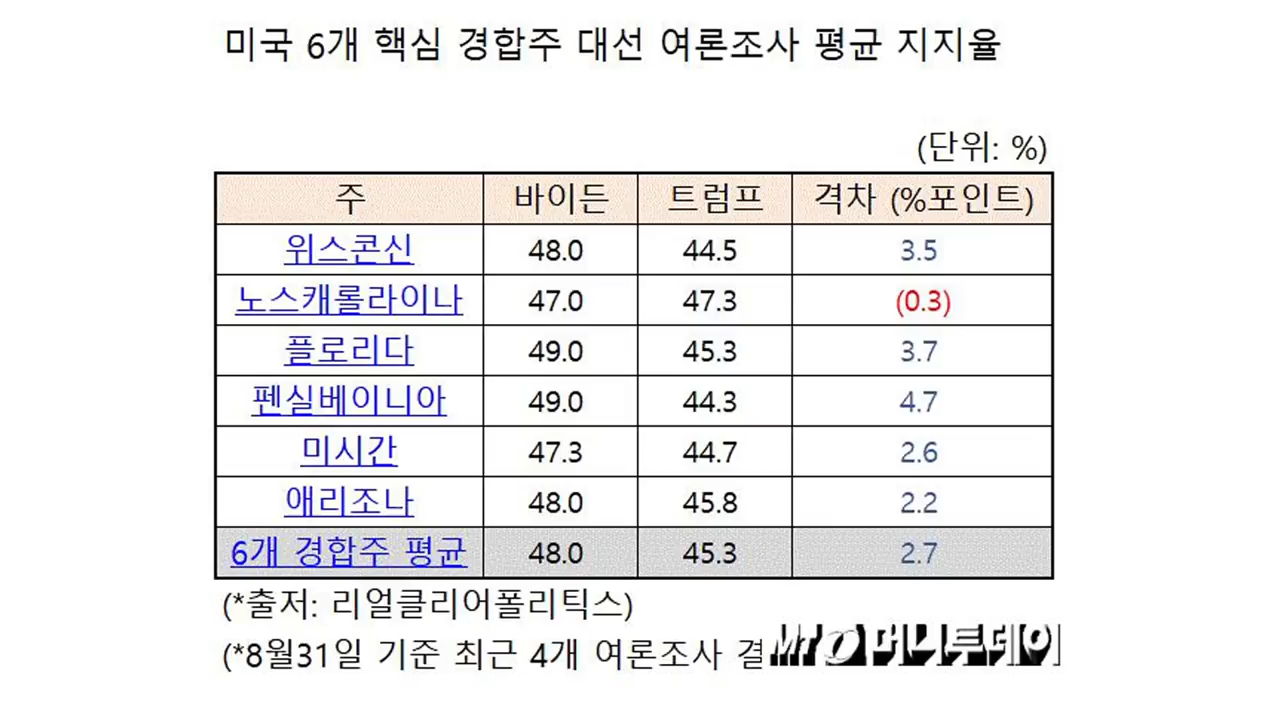 미국 6개 핵심 경합주 대선 여론조사 평균 지지율
(단위: %)
주 바이든 트럼프 격차 (%포인트)
위스콘신 48.0 44.5 3.5
노스캐롤라이나 47.0 47.3 (0.3)
플로리다 49.0 45.3 3.7
펜실베이니아 49.0 44.3 4.7
미시간 47.3 44.7 2.6
애리조나 48.0 45.8 2.2
6개 경합주 평균 48.0 45.3 2.7
(*출저: 리얼클리어폴리틱스)
(*8월31일 기준 최근 4개 여론조사 결
MT 머니투데이